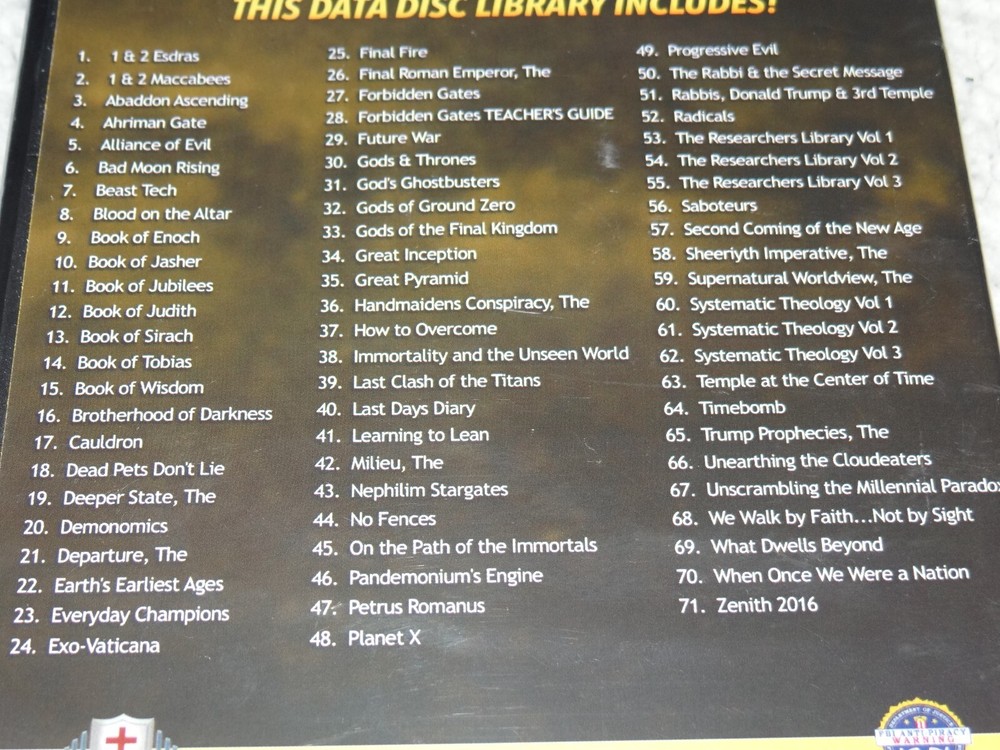 THIS DATA DISC LIBRARY INCLUDES!
1. 1 & 2 Esdras
2. 1 & 2 Maccabees
3. Abaddon Ascending
4. Ahriman Gate
5. Alliance of Evil
6. Bad Moon Rising
7. Beast Tech
8. Blood on the Altar
9. Book of Enoch
10. Book of Jasher
11. Book of Jubilees
12. Book of Judith
13. Book of Sirach
14. Book of Tobias
15. Book of Wisdom
16. Brotherhood of Darkness
17. Cauldron
18. Dead Pets Don't Lie
19. Deeper State, The
20. Demonomics
21. Departure, The
22. Earth's Earliest Ages
23. Everyday Champions
24. Exo-Vaticana
25. Final Fire
26. Final Roman Emperor, The
27. Forbidden Gates
28. Forbidden Gates TEACHER'S GUIDE
29. Future War
30. Gods & Thrones
31. God's Ghostbusters
32. Gods of Ground Zero
33. Gods of the Final Kingdom
34. Great Inception
35. Great Pyramid
36. Handmaidens Conspiracy, The
37. How to Overcome
38. Immortality and the Unseen World
39. Last Clash of the Titans
40. Last Days Diary
41. Learning to Lean
42. Milieu, The
43. Nephilim Stargates
44. No Fences
45. On the Path of the Immortals
46. Pandemonium's Engine
47. Petrus Romanus
48. Planet X
49. Progressive Evil
50. The Rabbi & the Secret Message
51. Rabbis, Donald Trump & 3rd Temple
52. Radicals
53. The Researchers Library Vol 1
54. The Researchers Library Vol 2
55. The Researchers Library Vol 3
56. Saboteurs
57. Second Coming of the New Age
58. Sheeriyth Imperative, The
59. Supernatural Worldview, The
60. Systematic Theology Vol 1
61. Systematic Theology Vol 2
62. Systematic Theology Vol 3
63. Temple at the Center of Time
64. Timebomb
65. Trump Prophecies, The
66. Unearthing the Cloudeaters
67. Unscrambling the Millennial Paradox
68. We Walk by Faith...Not by Sight
69. What Dwells Beyond
70. When Once We Were a Nation
71. Zenith 2016
DEPARTMENT OF JUSTICE
FBI ANTI-PIRACY
WARNING